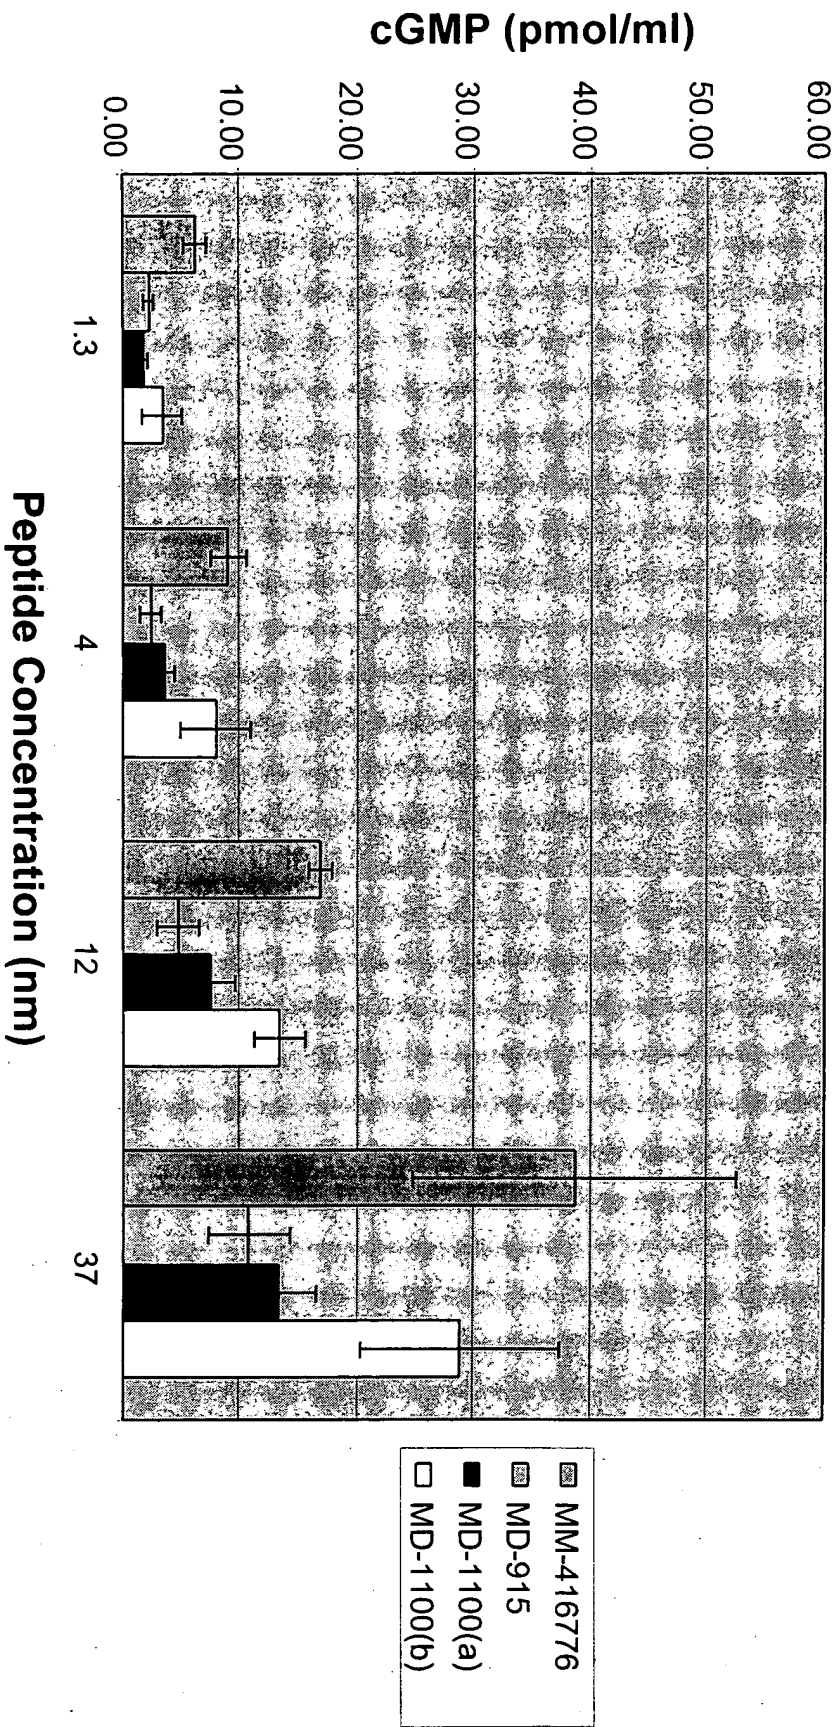 cGMP (pmol/ml)
60.00
50.00
40.00
30.00
20.00
10.00
0.00
1.3
4
12
37
Peptide Concentration (nm)
MM-416776
MD-915
MD-1100(a)
MD-1100(b)